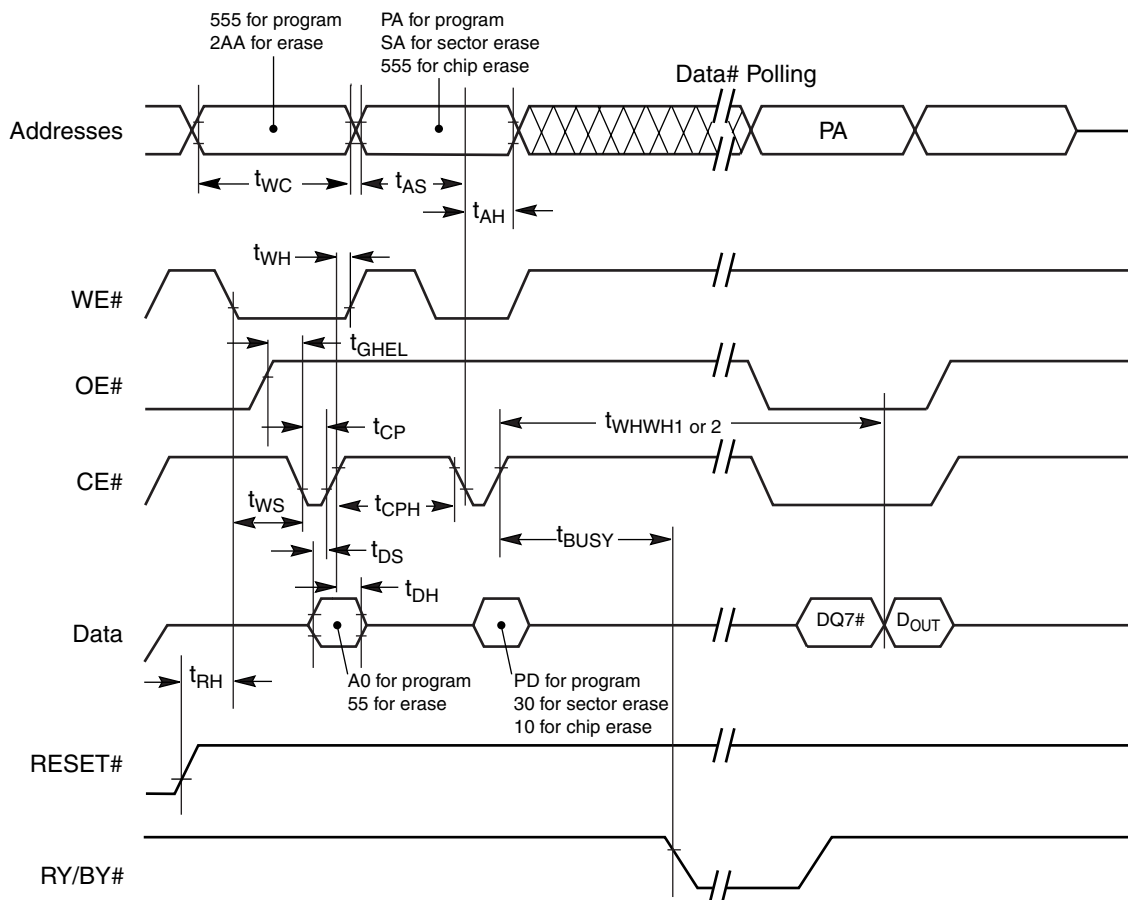 555 for program
2AA for erase
PA for program
SA for sector erase
555 for chip erase
Data# Polling
Addresses
PA
tWC
tAS
tAH
tWH
WE#
tGHEL
OE#
tWHWH1 or 2
tCP
CE#
tWS
tCPH
tBUSY
tDS
tDH
Data
DQ7#
DOUT
tRH
A0 for program
55 for erase
PD for program
30 for sector erase
10 for chip erase
RESET#
RY/BY#